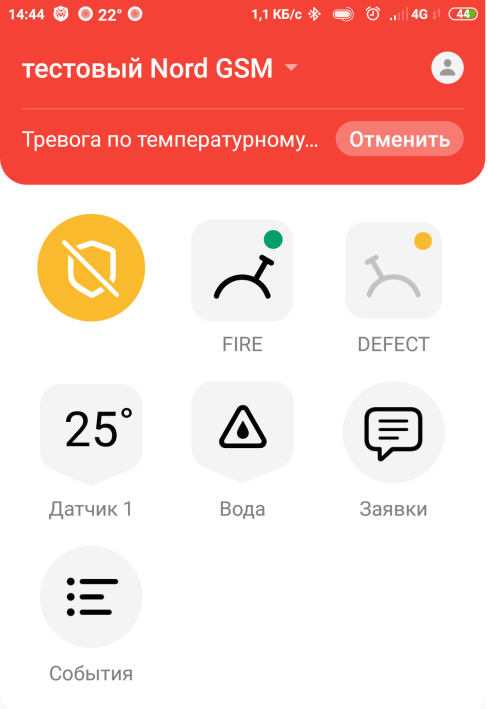 14:44 22° 1,1 КБ/с 4G 44
тестовый Nord GSM
Тревога по температурному... Отменить
FIRE DEFECT
25°
Датчик 1 Вода Заявки
События